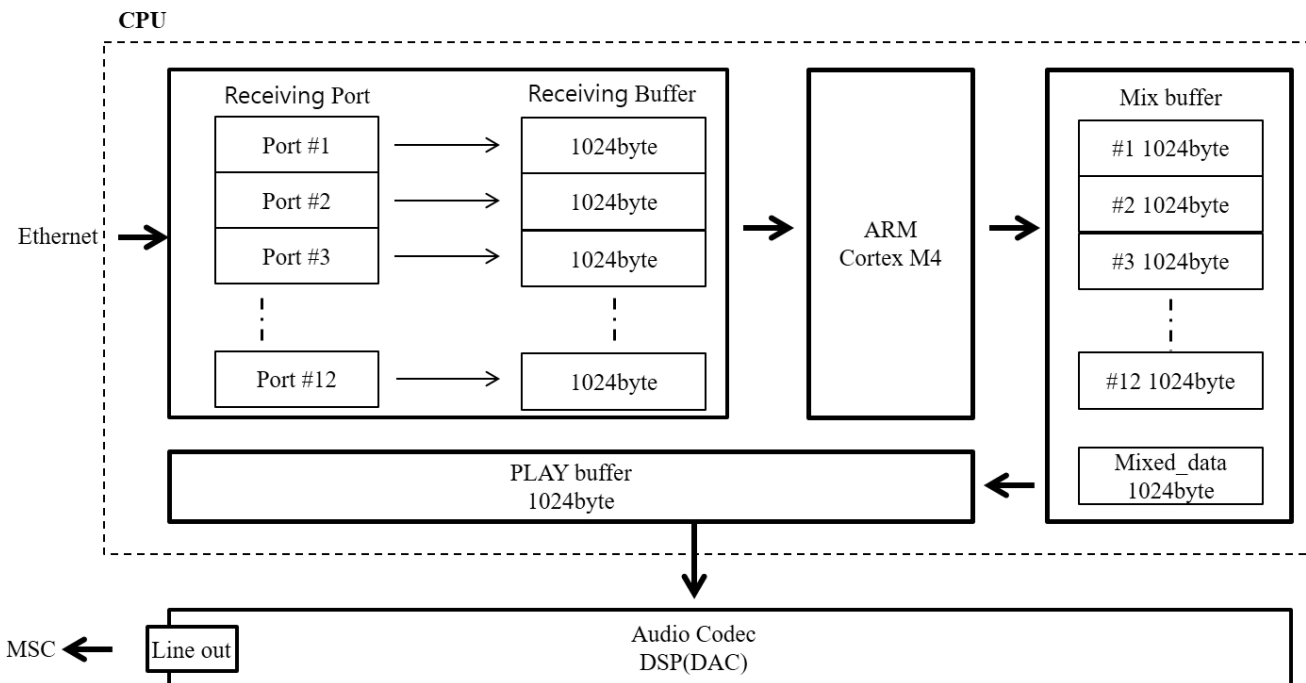 CPU
Receiving Port
Receiving Buffer
Mix buffer
Port #1
1024byte
#1 1024byte
Port #2
1024byte
#2 1024byte
Ethernet
Port #3
1024byte
ARM
Cortex M4
#3 1024byte
Port #12
1024byte
#12 1024byte
PLAY buffer
1024byte
Mixed_data
1024byte
MSC
Line out
Audio Codec
DSP(DAC)